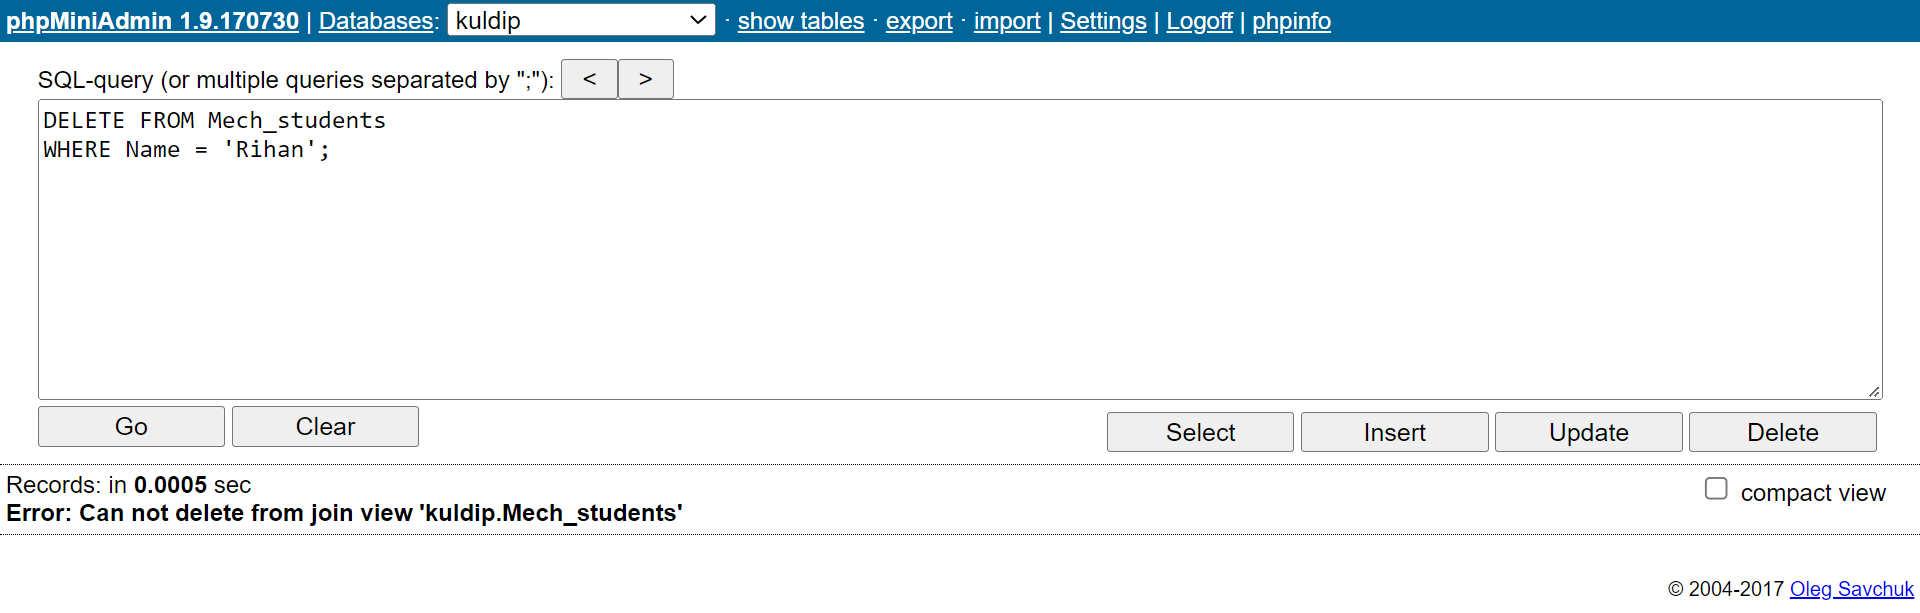 phpMiniAdmin 1.9.170730 | Databases: kuldip · show tables · export · import | Settings | Logoff | phpinfo
SQL-query (or multiple queries separated by ";"): < >
DELETE FROM Mech_students
WHERE Name = 'Rihan';
Go Clear Select Insert Update Delete
Records: in 0.0005 sec
compact view
Error: Can not delete from join view 'kuldip.Mech_students'
© 2004-2017 Oleg Savchuk